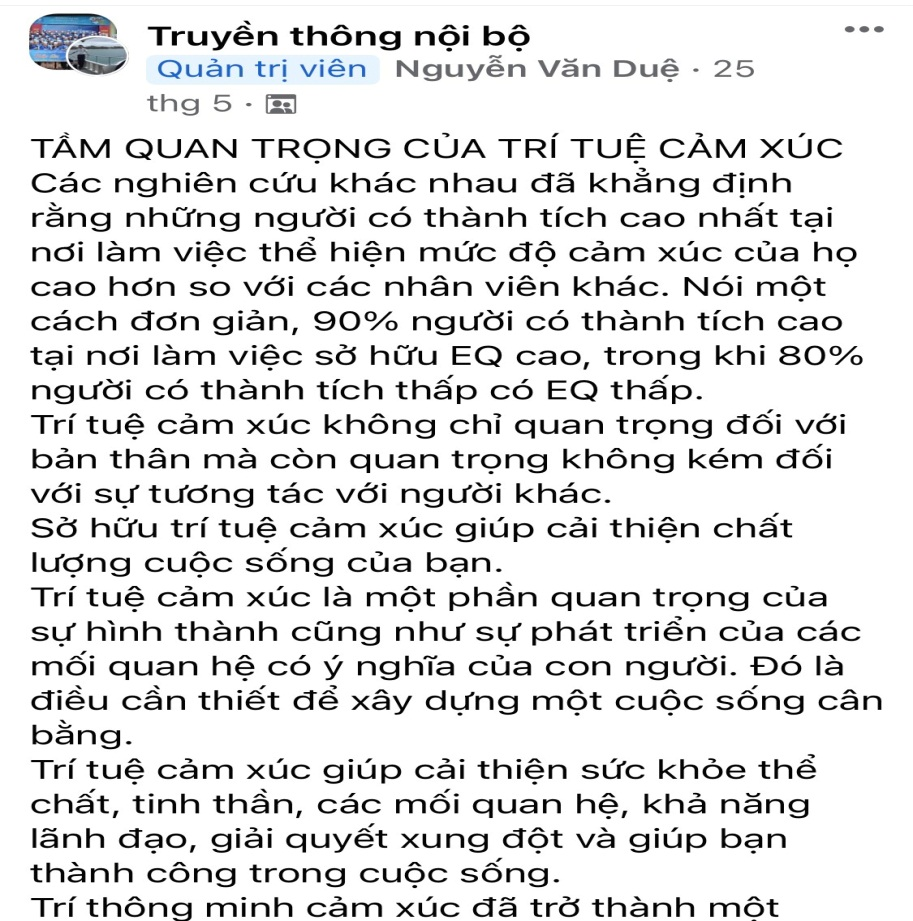 Truyền thông nội bộ
Quản trị viên Nguyễn Văn Duệ · 25
thg 5 ·
TẦM QUAN TRỌNG CỦA TRÍ TUỆ CẢM XÚC
Các nghiên cứu khác nhau đã khẳng định
rằng những người có thành tích cao nhất tại
nơi làm việc thể hiện mức độ cảm xúc của họ
cao hơn so với các nhân viên khác. Nói một
cách đơn giản, 90% người có thành tích cao
tại nơi làm việc sở hữu EQ cao, trong khi 80%
người có thành tích thấp có EQ thấp.
Trí tuệ cảm xúc không chỉ quan trọng đối với
bản thân mà còn quan trọng không kém đối
với sự tương tác với người khác.
Sở hữu trí tuệ cảm xúc giúp cải thiện chất
lượng cuộc sống của bạn.
Trí tuệ cảm xúc là một phần quan trọng của
sự hình thành cũng như sự phát triển của các
mối quan hệ có ý nghĩa của con người. Đó là
điều cần thiết để xây dựng một cuộc sống cân
bằng.
Trí tuệ cảm xúc giúp cải thiện sức khỏe thể
chất, tinh thần, các mối quan hệ, khả năng
lãnh đạo, giải quyết xung đột và giúp bạn
thành công trong cuộc sống.
Trí thông minh cảm xúc đã trở thành một